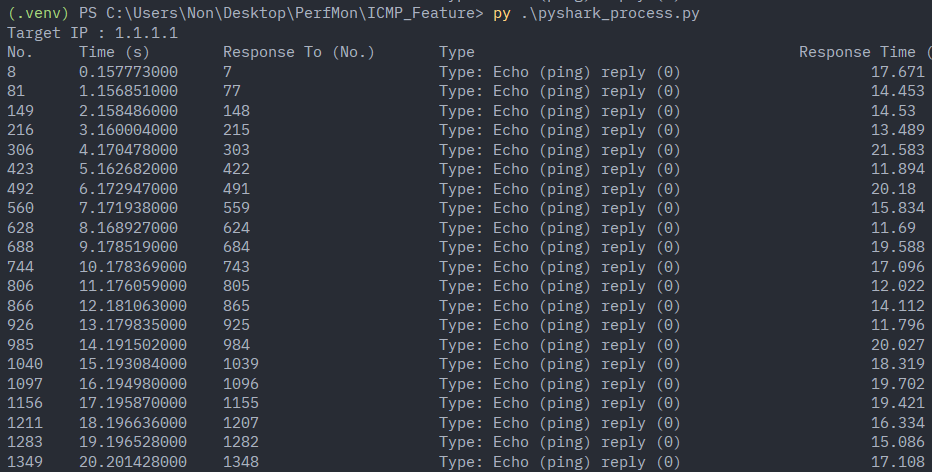 (.venv) PS C:\Users\Non\Desktop\PerfMon\ICMP_Feature> py .\pyshark_process.py
Target IP : 1.1.1.1
No. Time (s) Response To (No.) Type Response Time (
8 0.157773000 7 Type: Echo (ping) reply (0) 17.671
81 1.156851000 77 Type: Echo (ping) reply (0) 14.453
149 2.158486000 148 Type: Echo (ping) reply (0) 14.53
216 3.160004000 215 Type: Echo (ping) reply (0) 13.489
306 4.170478000 303 Type: Echo (ping) reply (0) 21.583
423 5.162682000 422 Type: Echo (ping) reply (0) 11.894
492 6.172947000 491 Type: Echo (ping) reply (0) 20.18
560 7.171938000 559 Type: Echo (ping) reply (0) 15.834
628 8.168927000 624 Type: Echo (ping) reply (0) 11.69
688 9.178519000 684 Type: Echo (ping) reply (0) 19.588
744 10.178369000 743 Type: Echo (ping) reply (0) 17.096
806 11.176059000 805 Type: Echo (ping) reply (0) 12.022
866 12.181063000 865 Type: Echo (ping) reply (0) 14.112
926 13.179835000 925 Type: Echo (ping) reply (0) 11.796
985 14.191502000 984 Type: Echo (ping) reply (0) 20.027
1040 15.193084000 1039 Type: Echo (ping) reply (0) 18.319
1097 16.194980000 1096 Type: Echo (ping) reply (0) 19.702
1156 17.195870000 1155 Type: Echo (ping) reply (0) 19.421
1211 18.196636000 1207 Type: Echo (ping) reply (0) 16.334
1283 19.196528000 1282 Type: Echo (ping) reply (0) 15.086
1349 20.201428000 1348 Type: Echo (ping) reply (0) 17.108